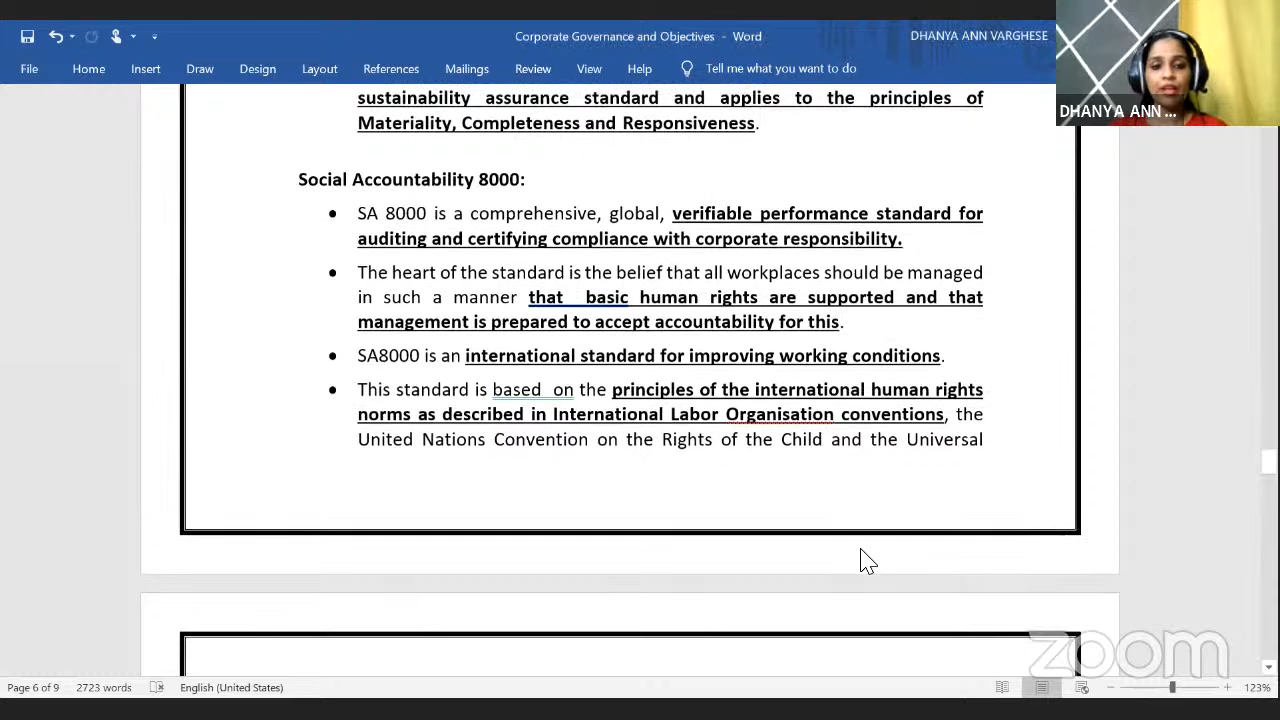 Corporate Governance and Objectives - Word
DHANYA ANN VARGHESE
File Home Insert Draw Design Layout References Mailings Review View Help Tell me what you want to do
DHANYA ANN ...
sustainability assurance standard and applies to the principles of
Materiality, Completeness and Responsiveness.
Social Accountability 8000:
• SA 8000 is a comprehensive, global, verifiable performance standard for
auditing and certifying compliance with corporate responsibility.
• The heart of the standard is the belief that all workplaces should be managed
in such a manner that basic human rights are supported and that
management is prepared to accept accountability for this.
• SA8000 is an international standard for improving working conditions.
• This standard is based on the principles of the international human rights
norms as described in International Labor Organisation conventions, the
United Nations Convention on the Rights of the Child and the Universal
zoom
Page 6 of 9 2723 words English (United States) 123%